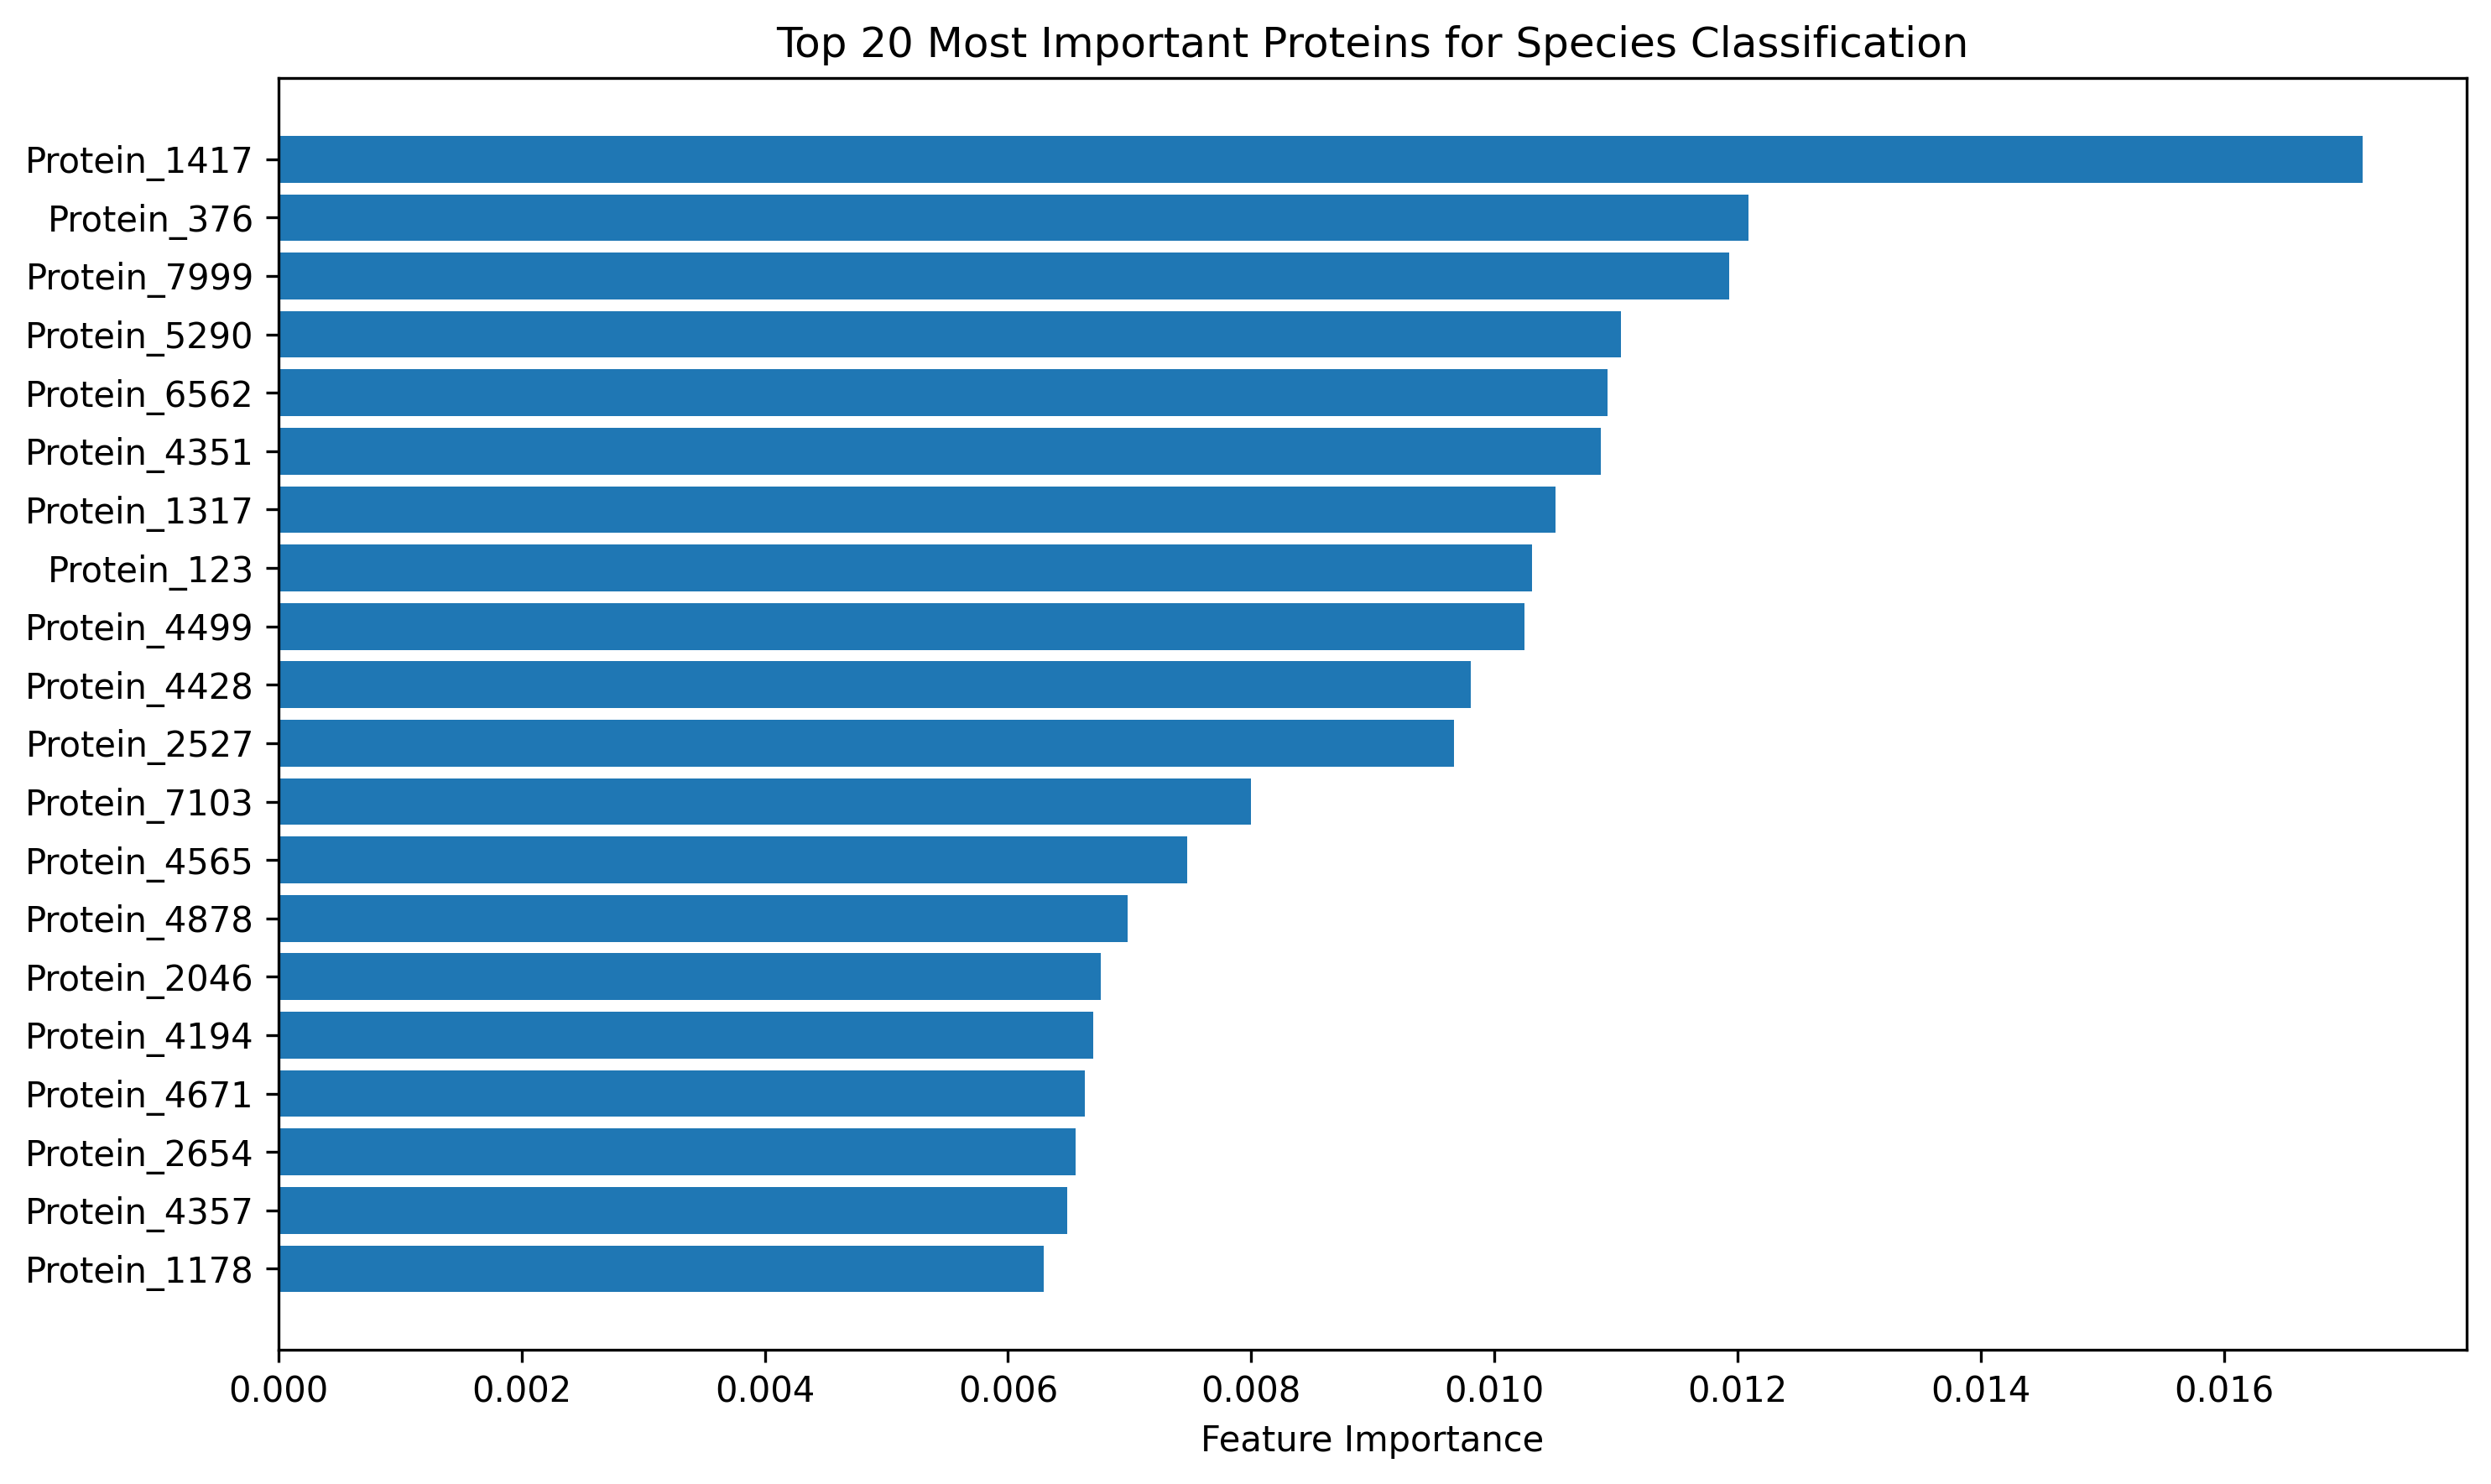 Top 20 Most Important Proteins for Species Classification
Protein_1417
Protein_376
Protein_7999
Protein_5290
Protein_6562
Protein_4351
Protein_1317
Protein_123
Protein_4499
Protein_4428
Protein_2527
Protein_7103
Protein_4565
Protein_4878
Protein_2046
Protein_4194
Protein_4671
Protein_2654
Protein_4357
Protein_1178
0.000 0.002 0.004 0.006 0.008 0.010 0.012 0.014 0.016
Feature Importance